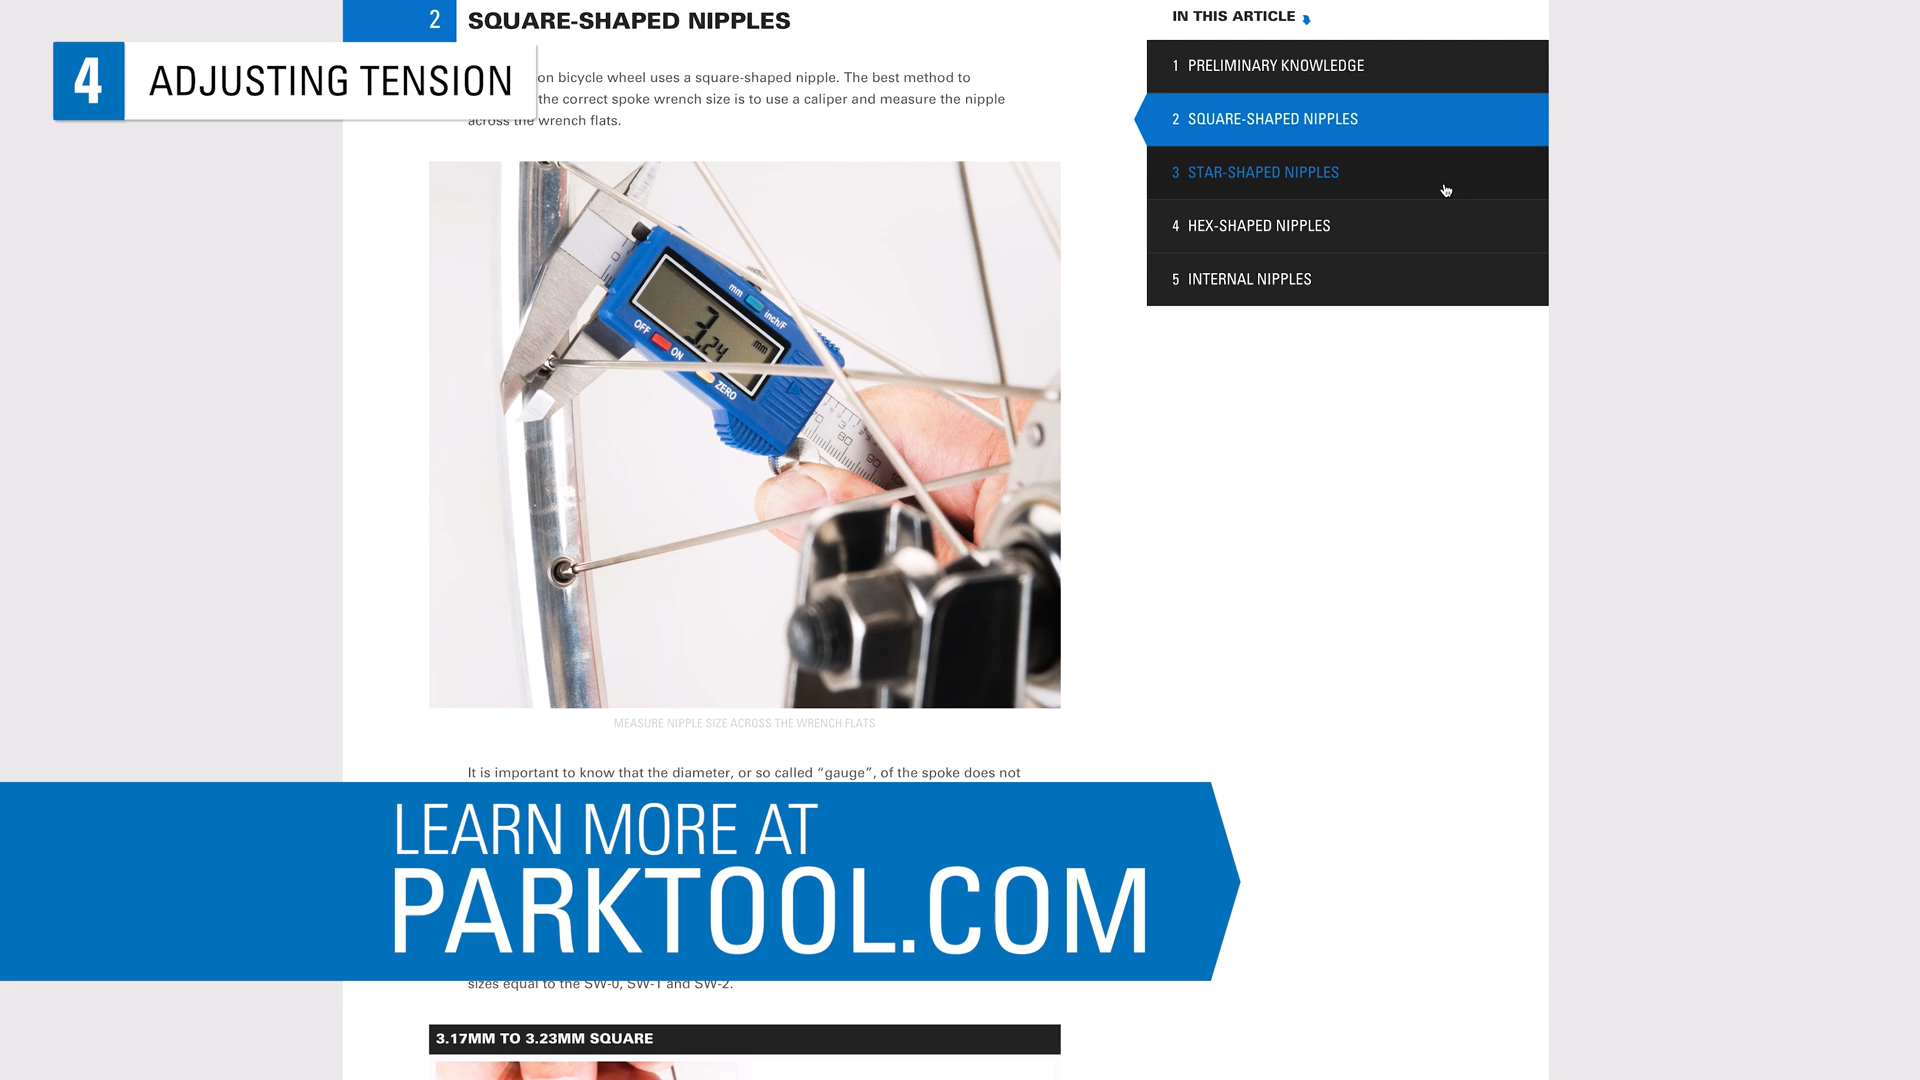 2 SQUARE-SHAPED NIPPLES
4 ADJUSTING TENSION
on bicycle wheel uses a square-shaped nipple. The best method to
the correct spoke wrench size is to use a caliper and measure the nipple
across the wrench flats.
IN THIS ARTICLE
1 PRELIMINARY KNOWLEDGE
2 SQUARE-SHAPED NIPPLES
3 STAR-SHAPED NIPPLES
4 HEX-SHAPED NIPPLES
5 INTERNAL NIPPLES
mm
inch/F
OFF
ON
ZERO
3.24 mm
MEASURE NIPPLE SIZE ACROSS THE WRENCH FLATS
It is important to know that the diameter, or so called “gauge”, of the spoke does not
LEARN MORE AT
PARKTOOL.COM
sizes equal to the SW-0, SW-1 and SW-2.
3.17MM TO 3.23MM SQUARE